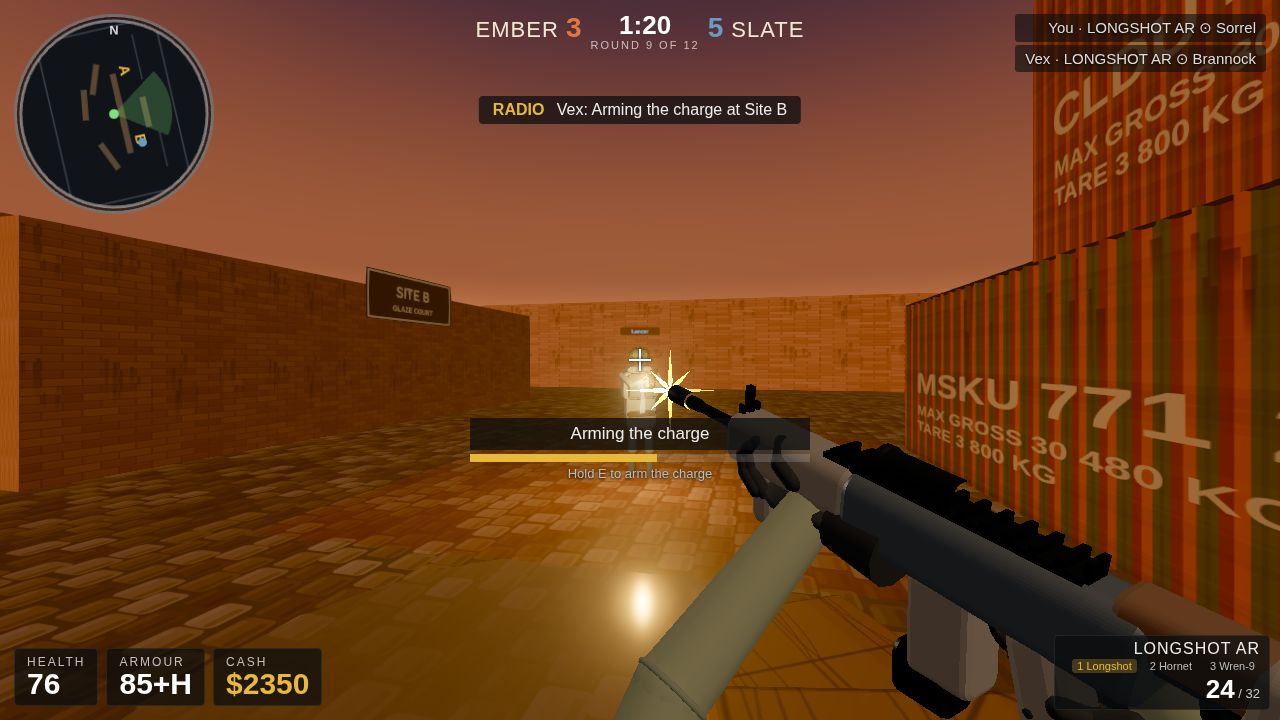 N
A
B
EMBER 3 1:20 5 SLATE
ROUND 9 OF 12
You · LONGSHOT AR ⊙ Sorrel
Vex · LONGSHOT AR ⊙ Brannock
RADIO Vex: Arming the charge at Site B
MAX GROSS
TARE 3 800 KG
SITE B
GLAZE COURT
Lancer
MSKU 771
MAX GROSS 30 480 KG
TARE 3 800 KG
Arming the charge
Hold E to arm the charge
HEALTH
76
ARMOUR
85+H
CASH
$2350
LONGSHOT AR
1 Longshot 2 Hornet 3 Wren-9
24 / 32